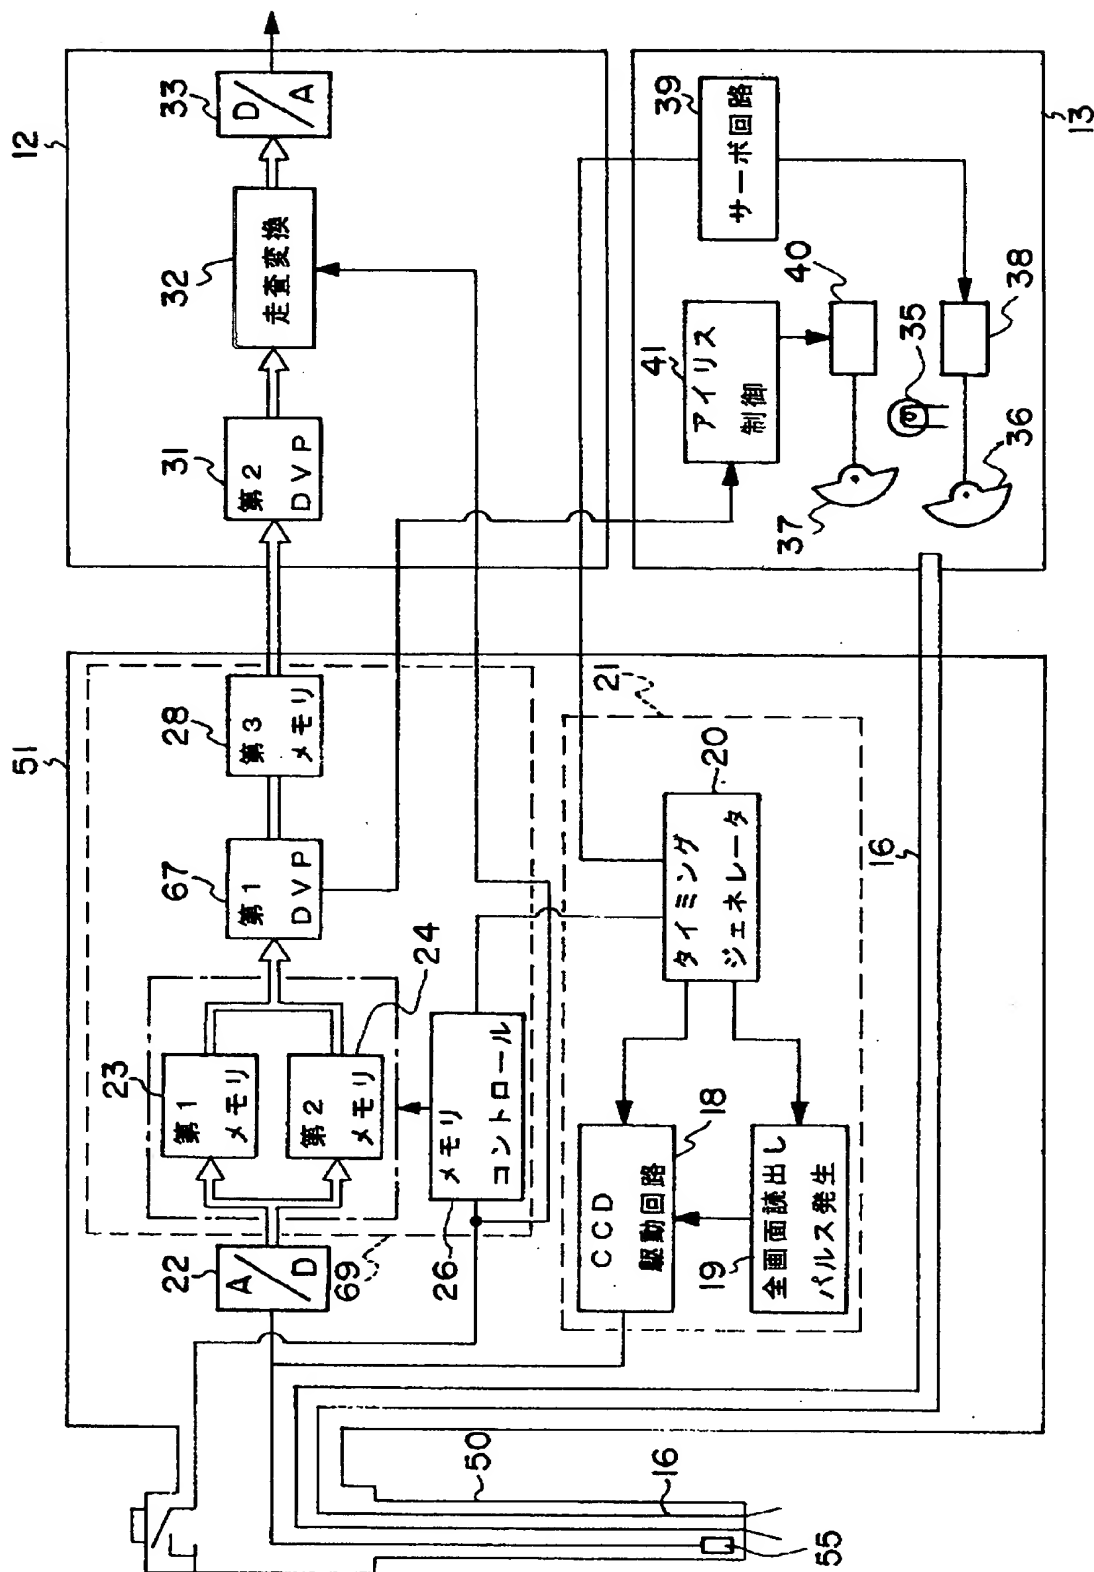 51
12
22
A/D
23
第1
メモリ
第2
メモリ
24
67
第1
DVP
28
第3
メモリ
31
第2
DVP
32
走査変換
33
D/A
69
26
メモリ
コントロール
21
CCD
駆動回路
18
19
全画面読出し
パルス発生
20
タイミング
ジェネレータ
41
アイリス
制御
39
サーボ回路
40
37
35
38
36
50
16
16
55
13